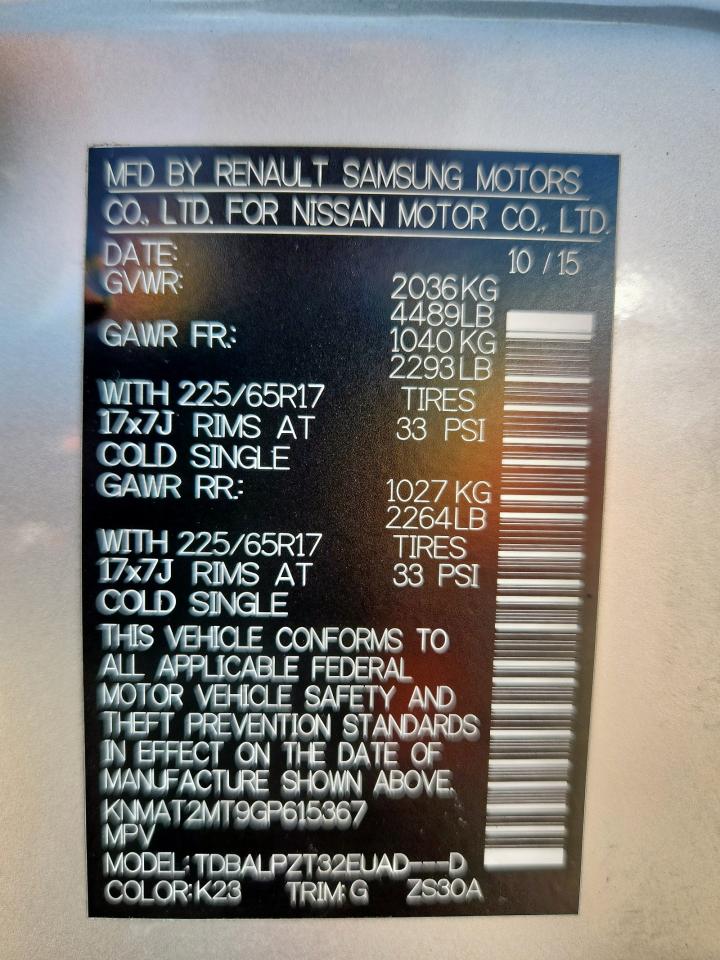 MFD BY RENAULT SAMSUNG MOTORS
CO., LTD. FOR NISSAN MOTOR CO., LTD.
DATE: 10 / 15
GVWR: 2036 KG
4489 LB
GAWR FR.: 1040 KG
2293 LB
WITH 225/65R17 TIRES
17x7J RIMS AT 33 PSI
COLD SINGLE
GAWR RR.: 1027 KG
2264 LB
WITH 225/65R17 TIRES
17x7J RIMS AT 33 PSI
COLD SINGLE
THIS VEHICLE CONFORMS TO
ALL APPLICABLE FEDERAL
MOTOR VEHICLE SAFETY AND
THEFT PREVENTION STANDARDS
IN EFFECT ON THE DATE OF
MANUFACTURE SHOWN ABOVE.
KNMAT2MT9GP615367
MPV
MODEL: TDBALPZT32EUAD---D
COLOR: K23 TRIM: G ZS30A